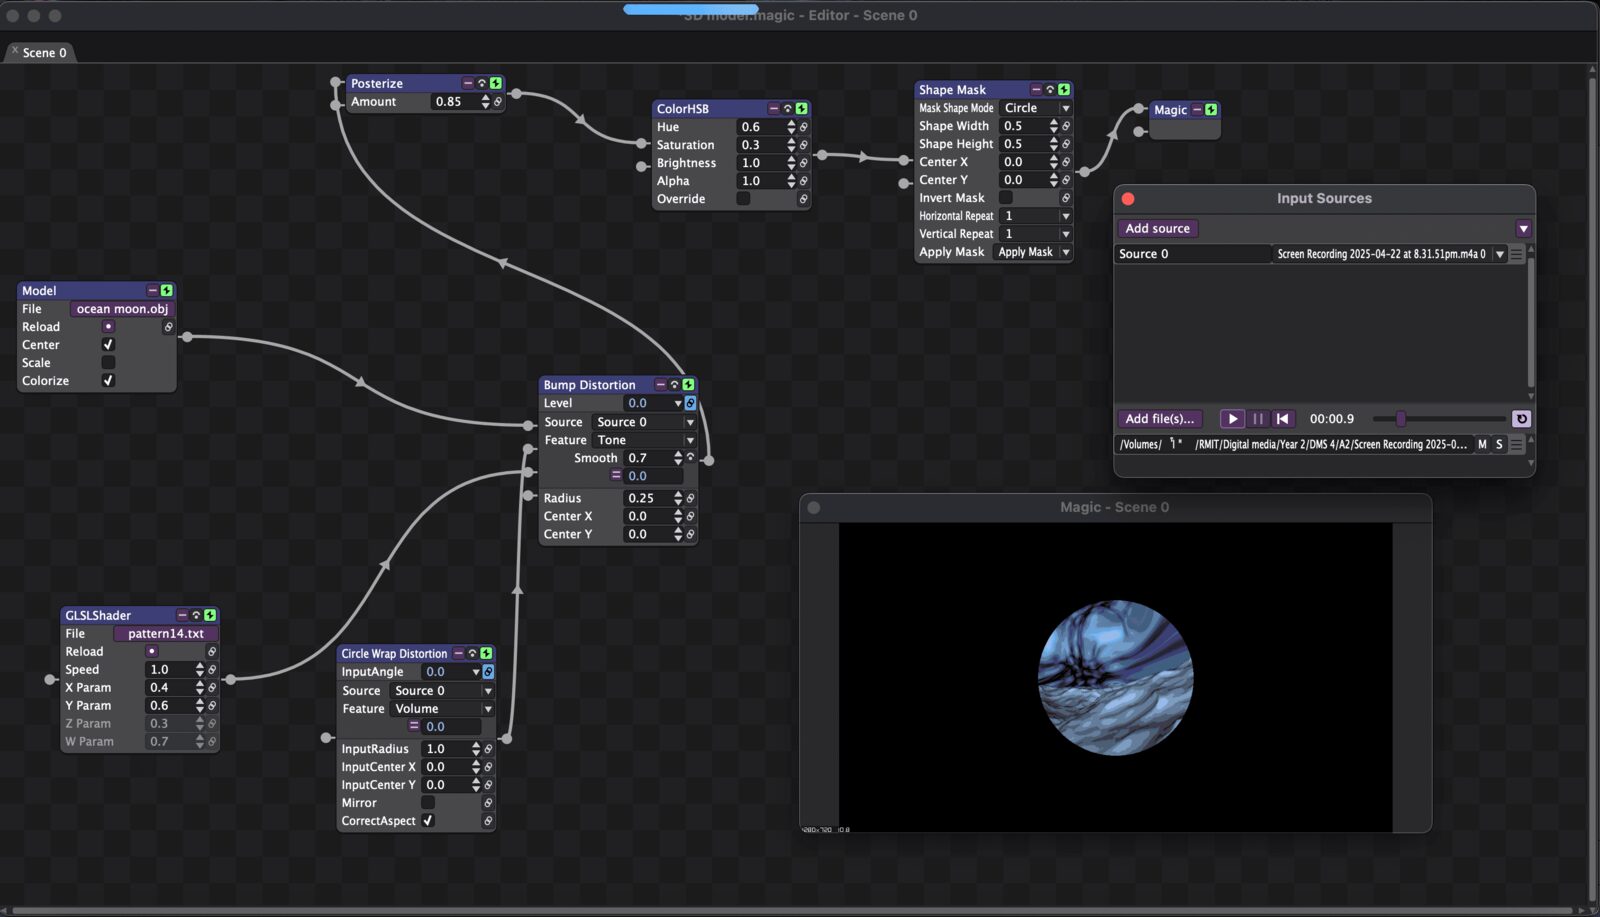 3D model.magic - Editor - Scene 0
x Scene 0
Posterize
Amount 0.85
ColorHSB
Hue 0.6
Saturation 0.3
Brightness 1.0
Alpha 1.0
Override
Shape Mask
Mask Shape Mode Circle
Shape Width 0.5
Shape Height 0.5
Center X 0.0
Center Y 0.0
Invert Mask
Horizontal Repeat 1
Vertical Repeat 1
Apply Mask Apply Mask
Magic
Input Sources
Add source
Source 0 Screen Recording 2025-04-22 at 8.31.51pm.m4a 0
Add file(s)... 00:00.9
/Volumes/ /RMIT/Digital media/Year 2/DMS 4/A2/Screen Recording 2025-0... M S
Model
File ocean moon.obj
Reload
Center
Scale
Colorize
Bump Distortion
Level 0.0
Source Source 0
Feature Tone
Smooth 0.7
= 0.0
Radius 0.25
Center X 0.0
Center Y 0.0
GLSLShader
File pattern14.txt
Reload
Speed 1.0
X Param 0.4
Y Param 0.6
Z Param 0.3
W Param 0.7
Circle Wrap Distortion
InputAngle 0.0
Source Source 0
Feature Volume
= 0.0
InputRadius 1.0
InputCenter X 0.0
InputCenter Y 0.0
Mirror
CorrectAspect
Magic - Scene 0
1280x720 10.8